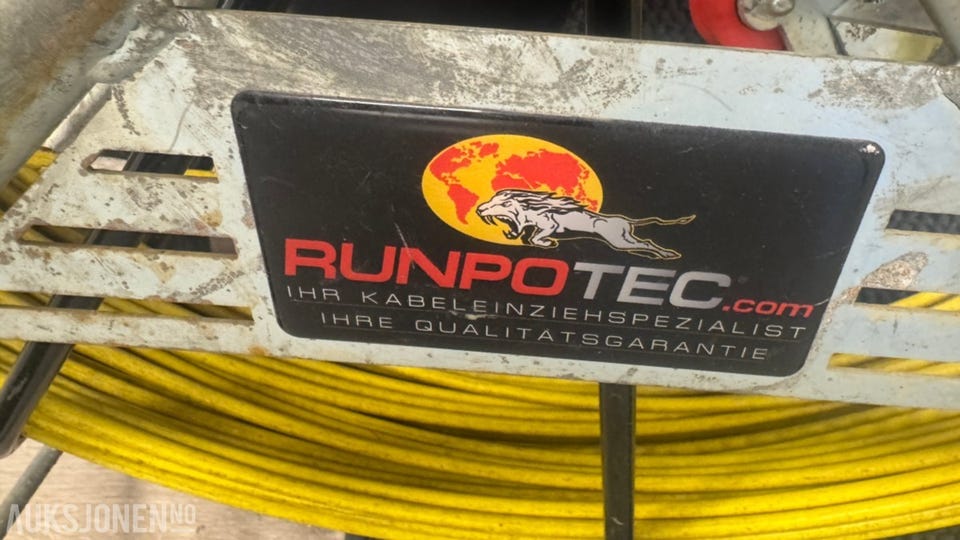 RUNPOTEC.com
IHR KABELEINZIEHSPEZIALIST
IHRE QUALITÄTSGARANTIE
AUKSJONEN.NO